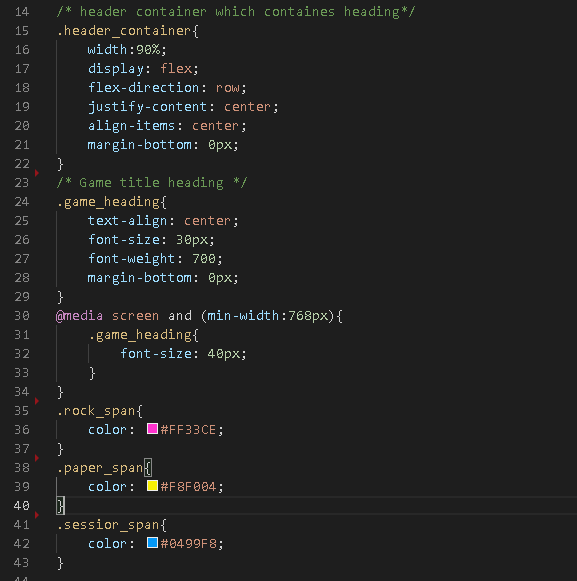 14 /* header container which containes heading*/
15 .header_container{
16 width:90%;
17 display: flex;
18 flex-direction: row;
19 justify-content: center;
20 align-items: center;
21 margin-bottom: 0px;
22 }
23 /* Game title heading */
24 .game_heading{
25 text-align: center;
26 font-size: 30px;
27 font-weight: 700;
28 margin-bottom: 0px;
29 }
30 @media screen and (min-width:768px){
31 .game_heading{
32 font-size: 40px;
33 }
34 }
35 .rock_span{
36 color: #FF33CE;
37 }
38 .paper_span{
39 color: #F8F004;
40 }
41 .sessior_span{
42 color: #0499F8;
43 }
44